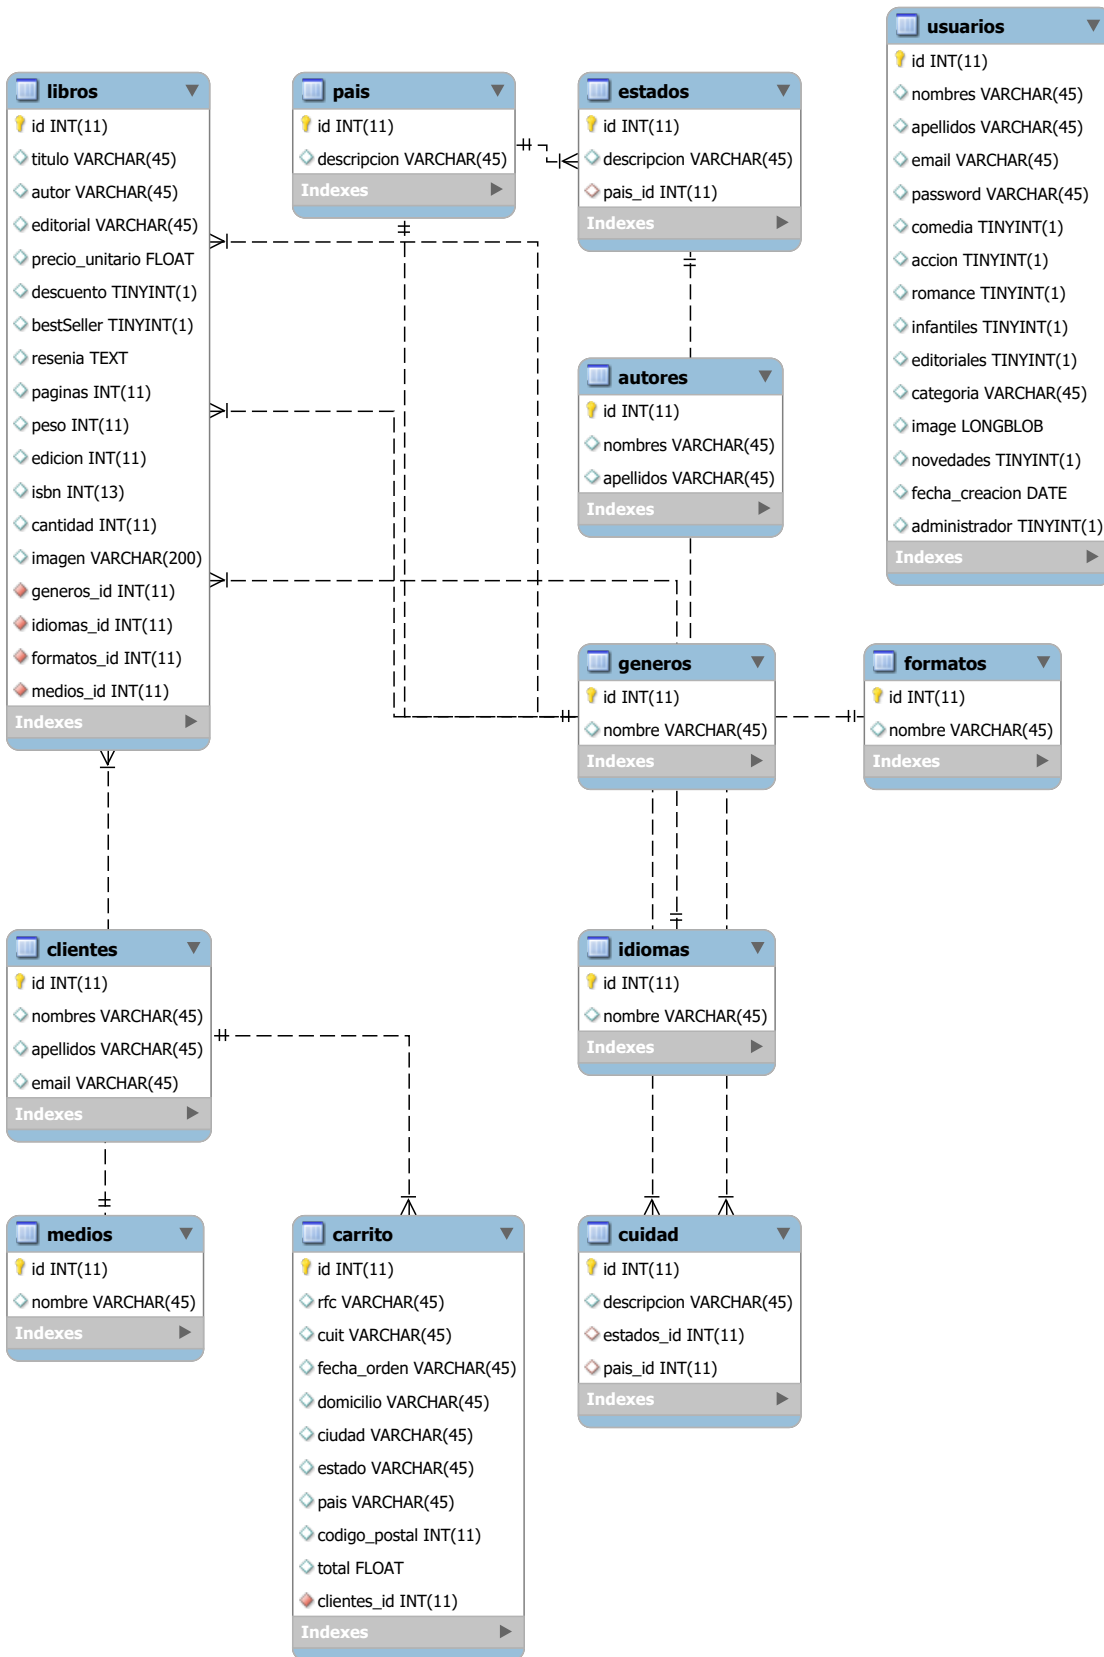 libros
id INT(11)
titulo VARCHAR(45)
autor VARCHAR(45)
editorial VARCHAR(45)
precio_unitario FLOAT
descuento TINYINT(1)
bestSeller TINYINT(1)
resenia TEXT
paginas INT(11)
peso INT(11)
edicion INT(11)
isbn INT(13)
cantidad INT(11)
imagen VARCHAR(200)
generos_id INT(11)
idiomas_id INT(11)
formatos_id INT(11)
medios_id INT(11)
Indexes
pais
id INT(11)
descripcion VARCHAR(45)
Indexes
estados
id INT(11)
descripcion VARCHAR(45)
pais_id INT(11)
Indexes
usuarios
id INT(11)
nombres VARCHAR(45)
apellidos VARCHAR(45)
email VARCHAR(45)
password VARCHAR(45)
comedia TINYINT(1)
accion TINYINT(1)
romance TINYINT(1)
infantiles TINYINT(1)
editoriales TINYINT(1)
categoria VARCHAR(45)
image LONGBLOB
novedades TINYINT(1)
fecha_creacion DATE
administrador TINYINT(1)
Indexes
autores
id INT(11)
nombres VARCHAR(45)
apellidos VARCHAR(45)
Indexes
generos
id INT(11)
nombre VARCHAR(45)
Indexes
formatos
id INT(11)
nombre VARCHAR(45)
Indexes
clientes
id INT(11)
nombres VARCHAR(45)
apellidos VARCHAR(45)
email VARCHAR(45)
Indexes
idiomas
id INT(11)
nombre VARCHAR(45)
Indexes
medios
id INT(11)
nombre VARCHAR(45)
Indexes
carrito
id INT(11)
rfc VARCHAR(45)
cuit VARCHAR(45)
fecha_orden VARCHAR(45)
domicilio VARCHAR(45)
ciudad VARCHAR(45)
estado VARCHAR(45)
pais VARCHAR(45)
codigo_postal INT(11)
total FLOAT
clientes_id INT(11)
Indexes
cuidad
id INT(11)
descripcion VARCHAR(45)
estados_id INT(11)
pais_id INT(11)
Indexes